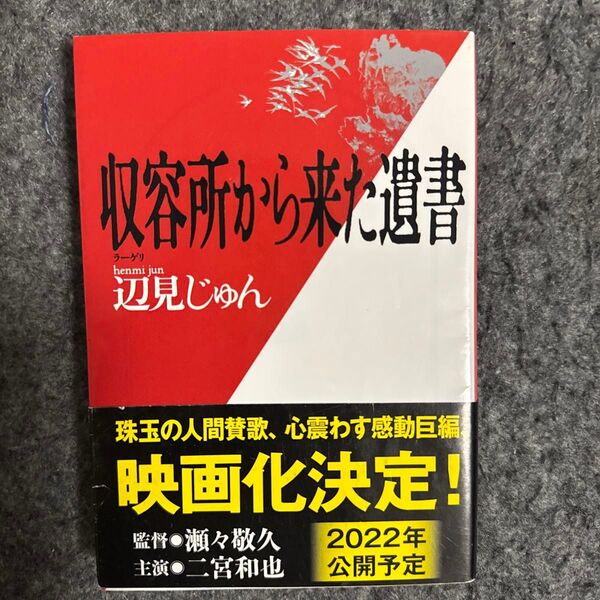 収容所から来た遺書
ラーゲリ
henmi jun
辺見じゅん
珠玉の人間賛歌、心震わす感動巨編、
映画化決定!
監督●瀬々敬久
主演●二宮和也
2022年
公開予定